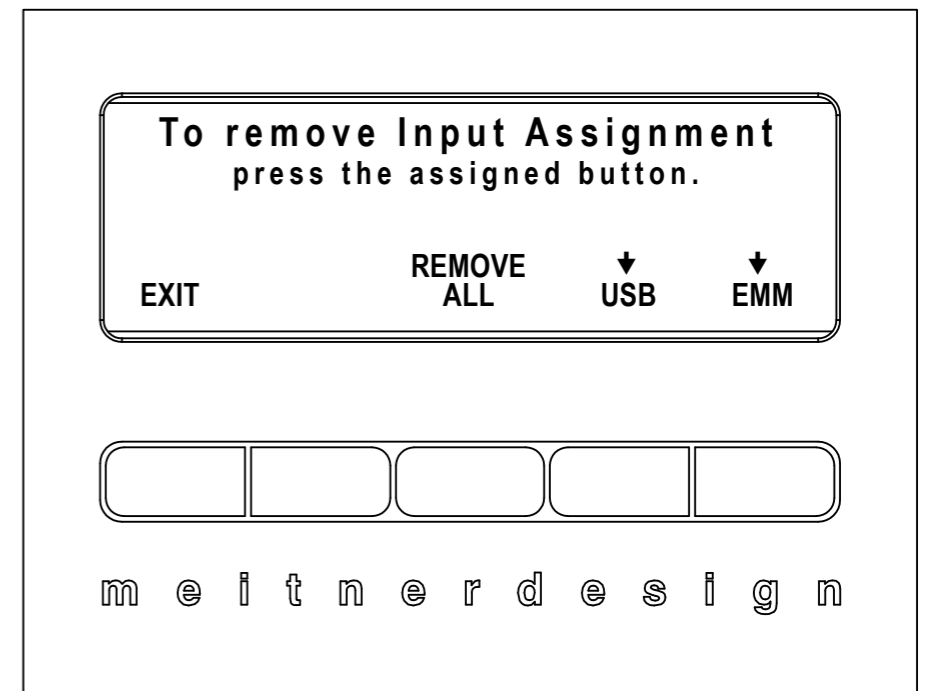 To remove Input Assignment
press the assigned button.
REMOVE ↓ ↓
EXIT ALL USB EMM
meitnerdesign